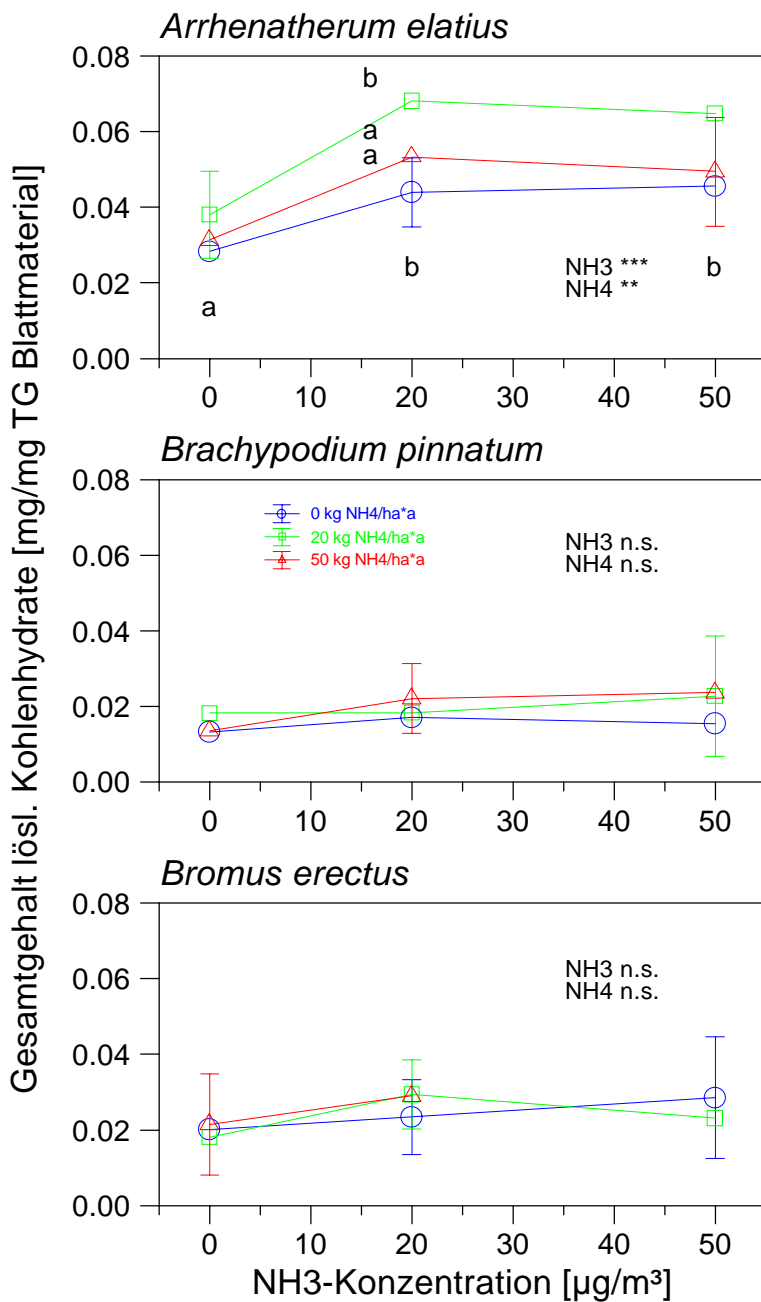 Arrhenatherum elatius
0.08
b
0.06
a
a
0.04
b
NH3 ***
b
NH4 **
0.02
a
0.00
0 10 20 30 40 50
Brachypodium pinnatum
0.08
0 kg NH4/ha*a
20 kg NH4/ha*a
50 kg NH4/ha*a
NH3 n.s.
NH4 n.s.
0.06
0.04
0.02
0.00
0 10 20 30 40 50
Bromus erectus
0.08
NH3 n.s.
NH4 n.s.
0.06
0.04
0.02
0.00
0 10 20 30 40 50
NH3-Konzentration [µg/m³]
Gesamtgehalt lösl. Kohlenhydrate [mg/mg TG Blattmaterial]